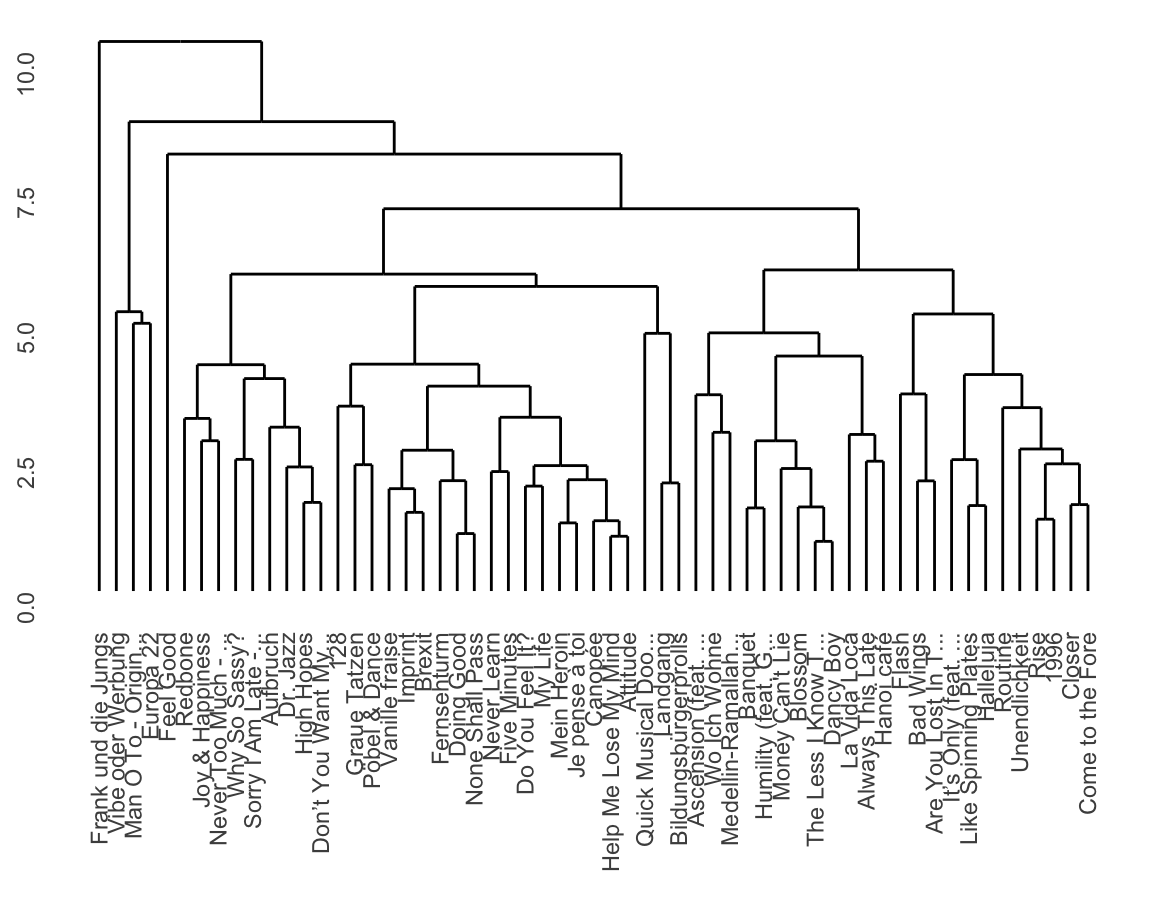 10.0
7.5
5.0
2.5
0.0
Frank und die Jungs
Vibe oder Werbung
Man O To - Origin…
Europa 22
Feel Good
Redbone
Joy & Happiness
Never Too Much - …
Why So Sassy?
Sorry I Am Late - …
Aufbruch
Dr. Jazz
High Hopes
Don't You Want My…
128
Graue Tatzen
Pöbel & Dance
Vanille fraise
Imprint
Brexit
Fernsehturm
Doing Good
None Shall Pass
Never Learn
Five Minutes
Do You Feel It?
My Life
Mein Heroin
Je pense à toi
Canopée
Help Me Lose My Mind
Attitude
Quick Musical Doo…
Landgang
Bildungsbürgerprolls
Ascension (feat. …
Wo Ich Wohne
Medellin-Ramallah…
Banquet
Humility (feat. G…
Money Can't Lie
Blossom
The Less I Know T…
Dancy Boy
La Vida Loca
Always This Late
Hanoi Café
Flash
Bad Wings
Are You Lost In T…
It's Only (feat. …
Like Spinning Plates
Halleluja
Routine
Unendlichkeit
Rise
1996
Closer
Come to the Fore